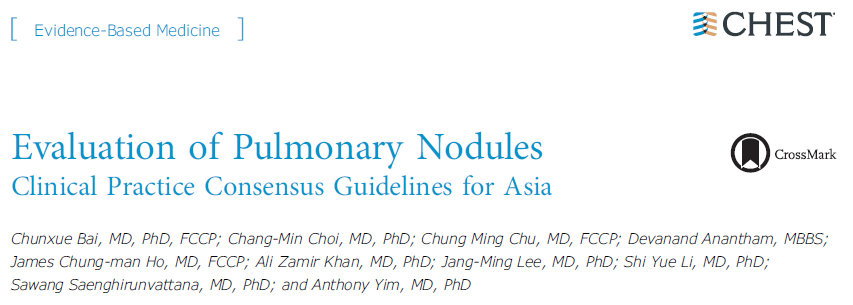 [ Evidence-Based Medicine ]
CHEST
Evaluation of Pulmonary Nodules
CrossMark
Clinical Practice Consensus Guidelines for Asia
Chunxue Bai, MD, PhD, FCCP; Chang-Min Choi, MD, PhD; Chung Ming Chu, MD, FCCP; Devanand Anantham, MBBS;
James Chung-man Ho, MD, FCCP; Ali Zamir Khan, MD, PhD; Jang-Ming Lee, MD, PhD; Shi Yue Li, MD, PhD;
Sawang Saenghirunvattana, MD, PhD; and Anthony Yim, MD, PhD